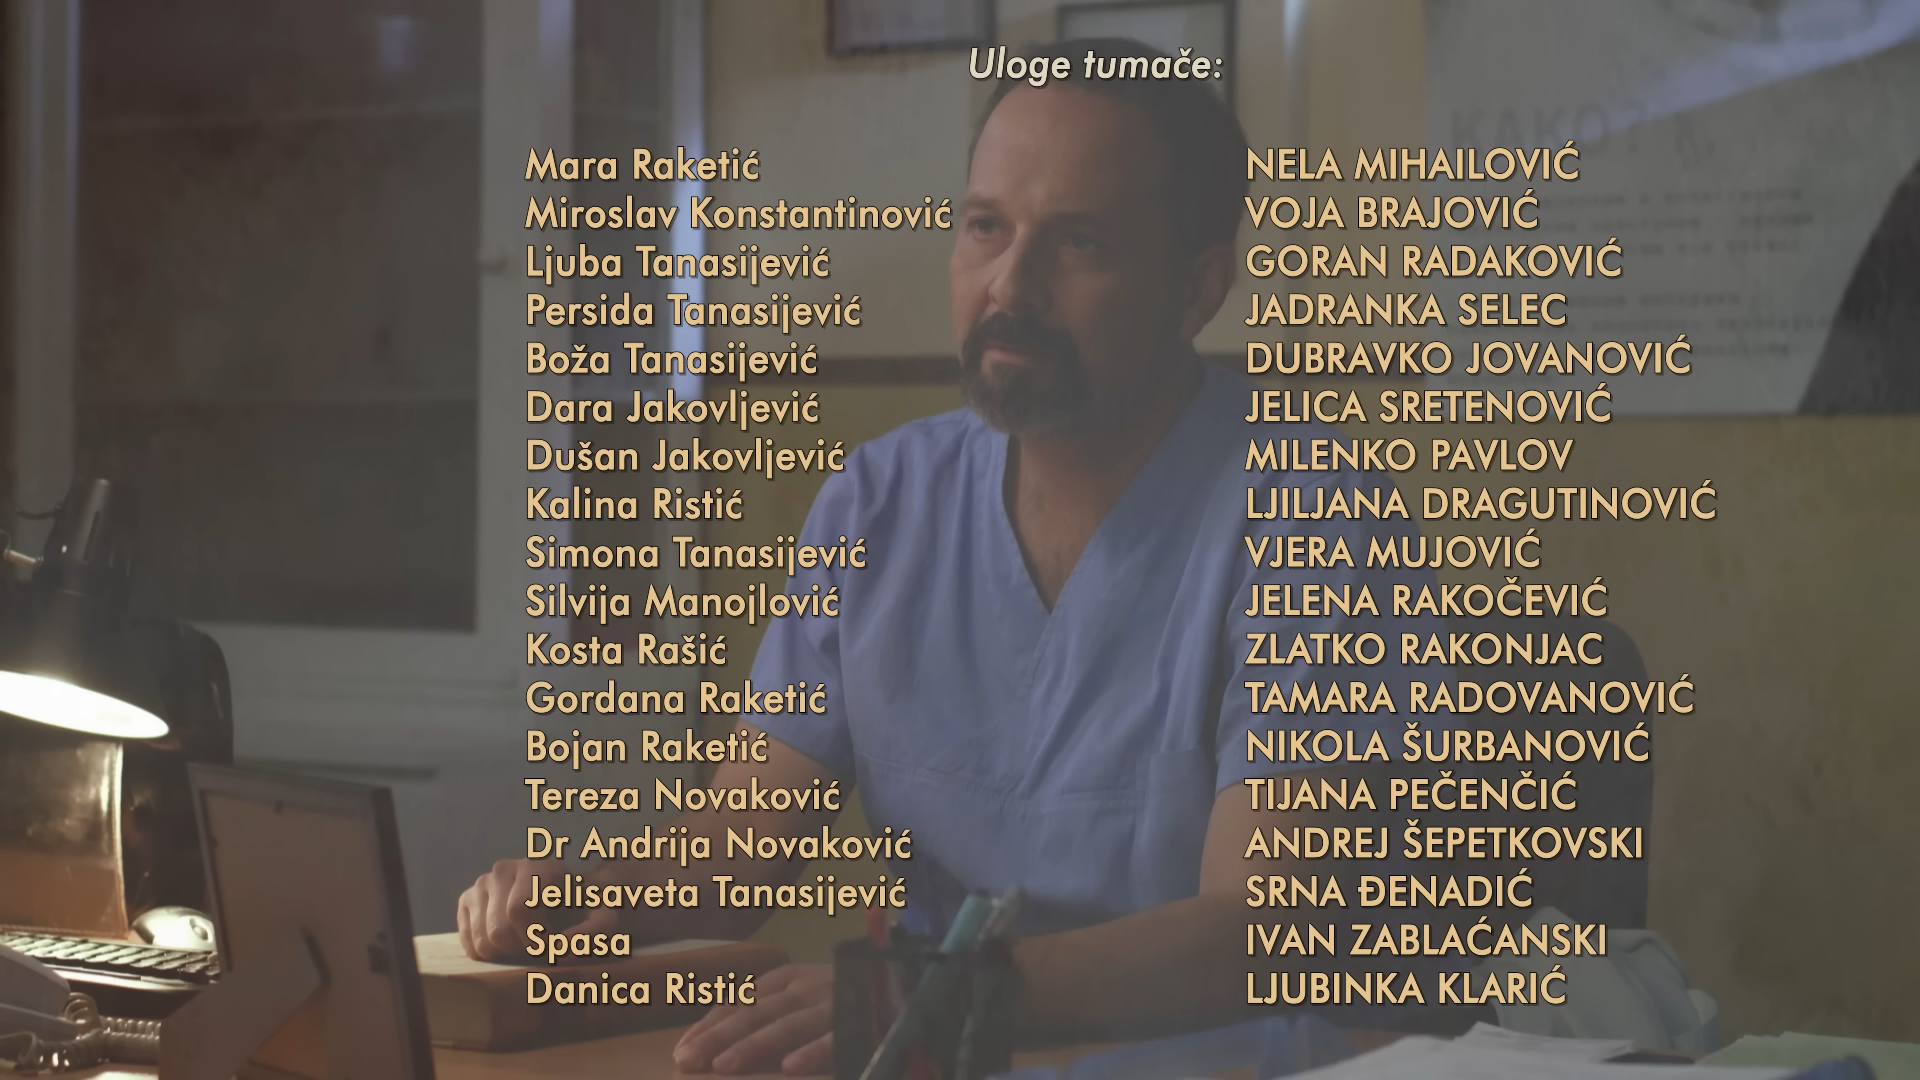 Uloge tumače:
Mara Raketić NELA MIHAILOVIĆ
Miroslav Konstantinović VOJA BRAJOVIĆ
Ljuba Tanasijević GORAN RADAKOVIĆ
Persida Tanasijević JADRANKA SELEC
Boža Tanasijević DUBRAVKO JOVANOVIĆ
Dara Jakovljević JELICA SRETENOVIĆ
Dušan Jakovljević MILENKO PAVLOV
Kalina Ristić LJILJANA DRAGUTINOVIĆ
Simona Tanasijević VJERA MUJOVIĆ
Silvija Manojlović JELENA RAKOČEVIĆ
Kosta Rašić ZLATKO RAKONJAC
Gordana Raketić TAMARA RADOVANOVIĆ
Bojan Raketić NIKOLA ŠURBANOVIĆ
Tereza Novaković TIJANA PEČENČIĆ
Dr Andrija Novaković ANDREJ ŠEPETKOVSKI
Jelisaveta Tanasijević SRNA ĐENADIĆ
Spasa IVAN ZABLAĆANSKI
Danica Ristić LJUBINKA KLARIĆ
КАКО?